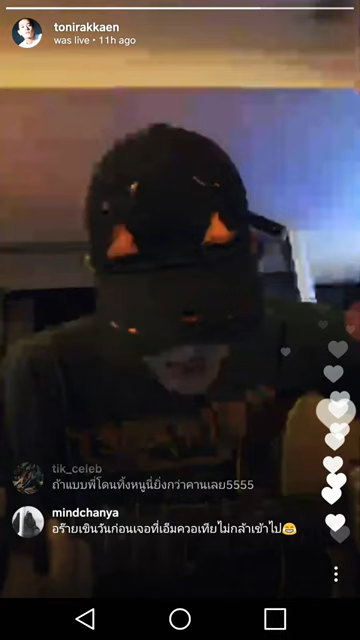 tonirakkaen
was live • 11h ago
tik_celeb
ถ้าแบบพี่โดนทิ้งหนูนี่ยิ่งกว่าคานเลย5555
mindchanya
อร๊ายเขินวันก่อนเจอที่เอ็มควอเทียไม่กล้าเข้าไป😂